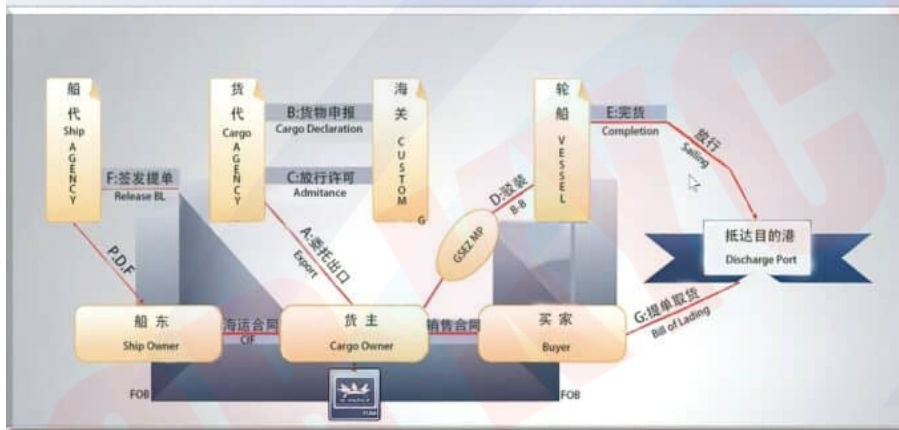 船代
Ship
AGENCY
货代
Cargo
AGENCY
海关
CUSTOM
G
轮船
VESSEL
B:货物申报
Cargo Declaration
C:放行许可
Admitance
E:完货
Completion
放行
Sailing
F:签发提单
Release BL
D:驳装
B-B
GSEZ MP
抵达目的港
Discharge Port
P.D.F
A:委托出口
Export
G:提单取货
Bill of Lading
船东
Ship Owner
海运合同
CIF
货主
Cargo Owner
销售合同
买家
Buyer
FOB
FOB